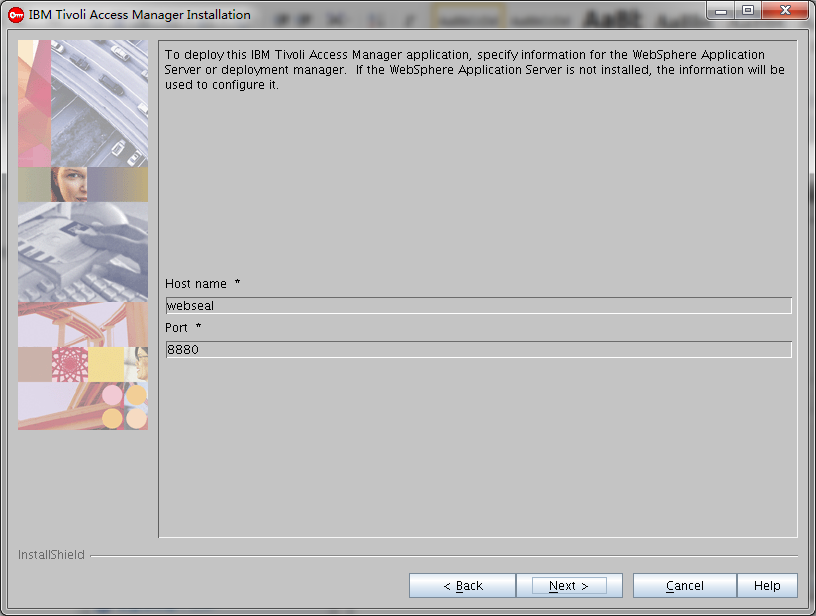 IBM Tivoli Access Manager Installation
To deploy this IBM Tivoli Access Manager application, specify information for the WebSphere Application
Server or deployment manager.  If the WebSphere Application Server is not installed, the information will be
used to configure it.
Host name *
webseal
Port *
8880
InstallShield
< Back
Next >
Cancel
Help